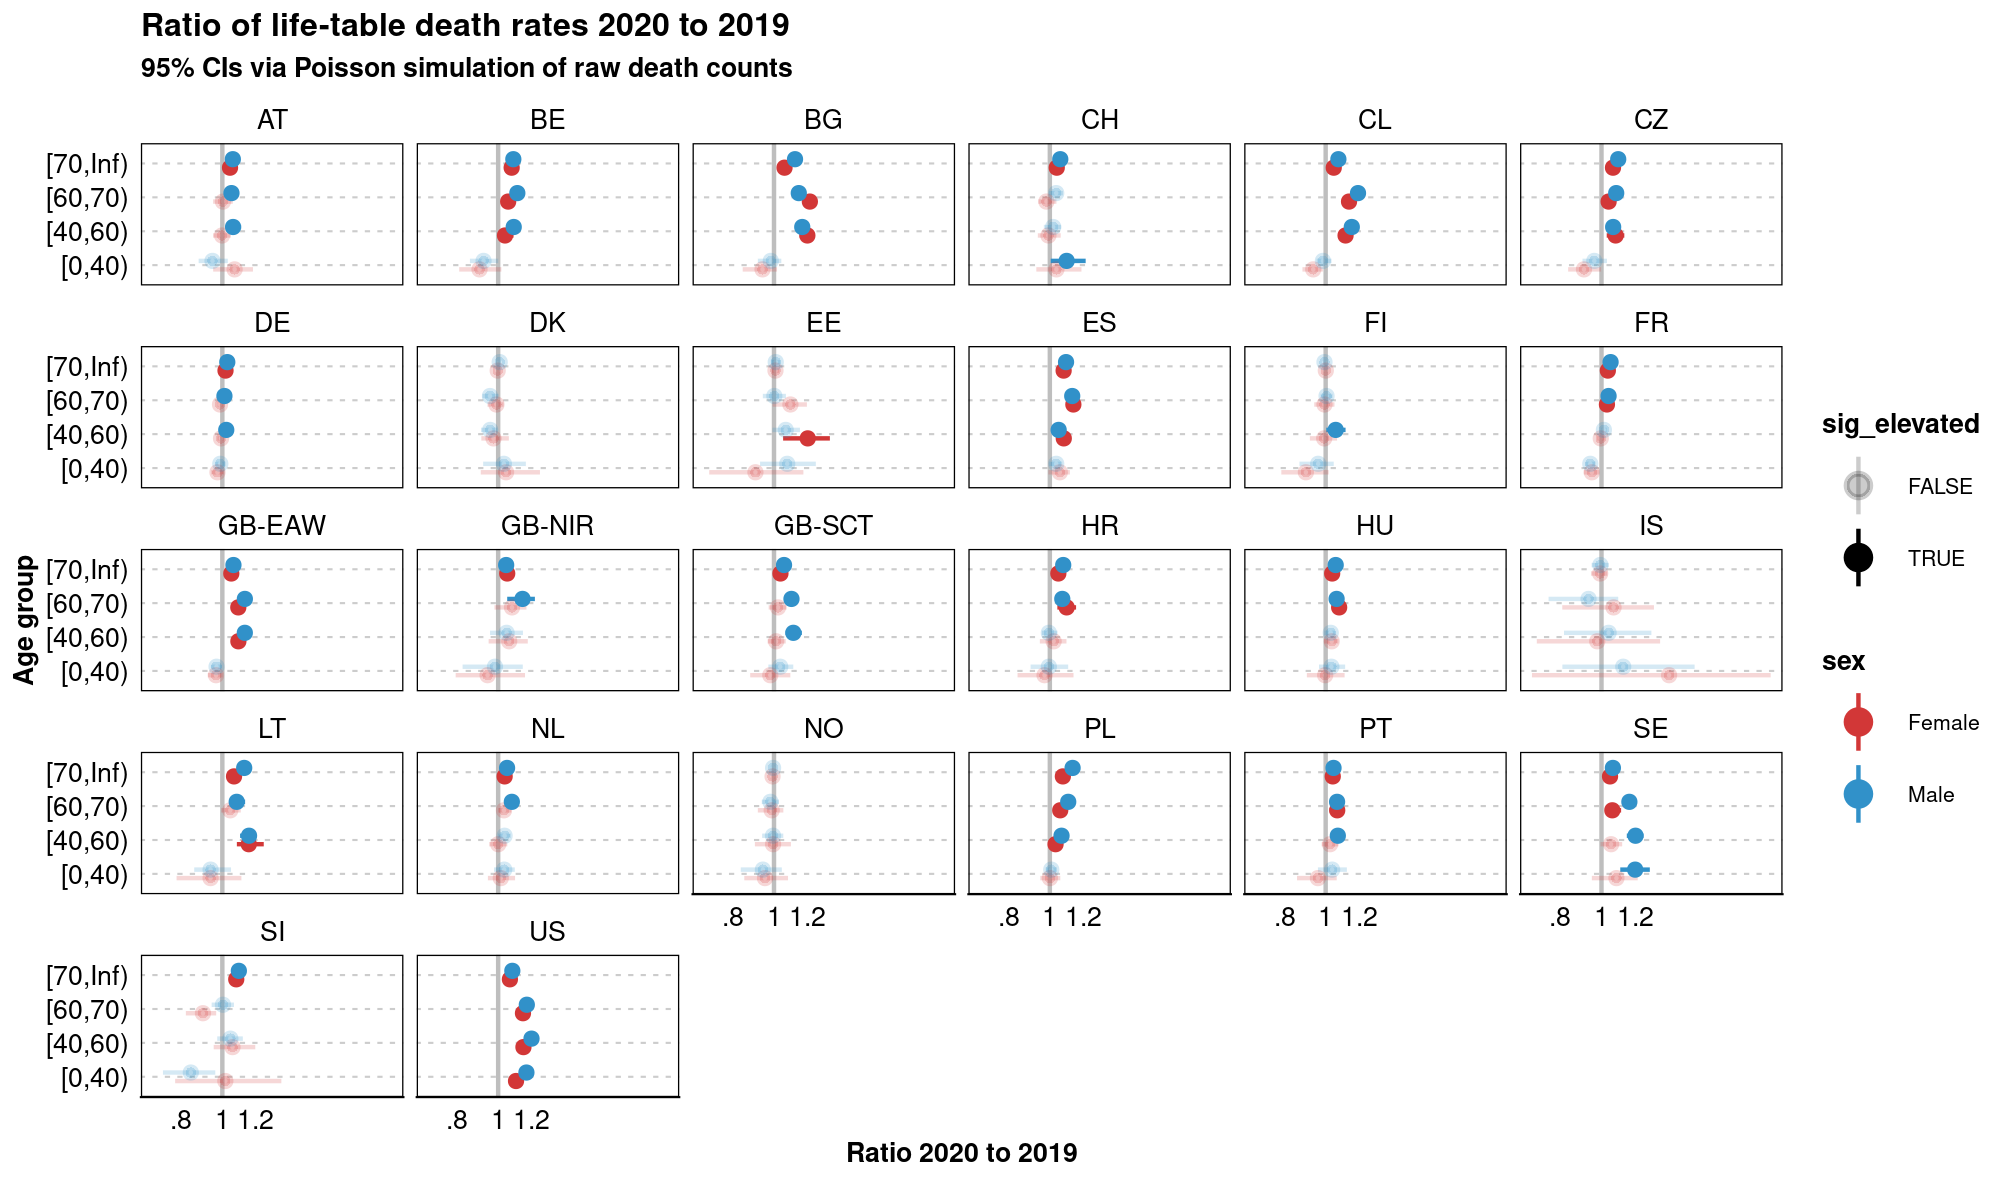 Ratio of life-table death rates 2020 to 2019
95% CIs via Poisson simulation of raw death counts
AT BE BG CH CL CZ
[70,Inf)
[60,70)
[40,60)
[0,40)
DE DK EE ES FI FR
[70,Inf)
[60,70)
[40,60)
[0,40)
GB-EAW GB-NIR GB-SCT HR HU IS
[70,Inf)
[60,70)
[40,60)
[0,40)
LT NL NO PL PT SE
[70,Inf)
[60,70)
[40,60)
[0,40)
.8 1 1.2 .8 1 1.2 .8 1 1.2 .8 1 1.2
SI US
[70,Inf)
[60,70)
[40,60)
[0,40)
.8 1 1.2 .8 1 1.2
Age group
Ratio 2020 to 2019
sig_elevated
FALSE
TRUE
sex
Female
Male